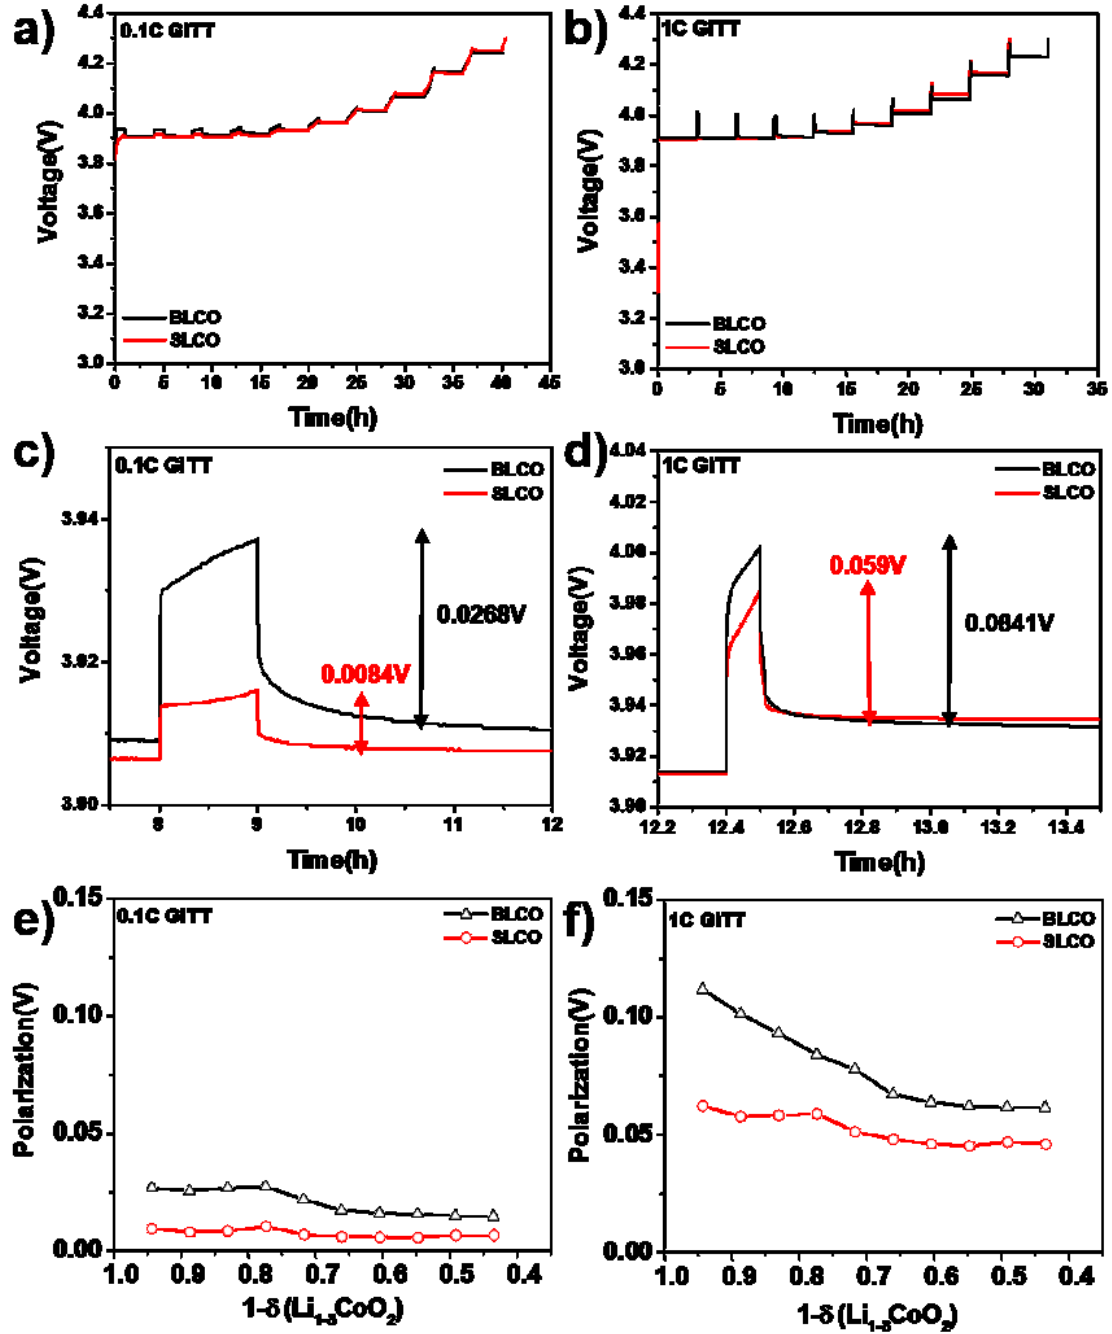 a)
0.1C GITT
Voltage(V)
4.4
4.2
4.0
3.8
3.6
3.4
3.2
3.0
BLCO
SLCO
0 5 10 15 20 25 30 35 40 45
Time(h)
b)
1C GITT
Voltage(V)
4.4
4.2
4.0
3.8
3.6
3.4
3.2
3.0
BLCO
SLCO
0 5 10 15 20 25 30 35
Time(h)
c)
0.1C GITT
BLCO
SLCO
Voltage(V)
3.94
3.92
3.90
0.0268V
0.0084V
8 9 10 11 12
Time(h)
d)
1C GITT
BLCO
SLCO
Voltage(V)
4.04
4.02
4.00
3.98
3.96
3.94
3.92
3.90
0.059V
0.0841V
12.2 12.4 12.6 12.8 13.0 13.2 13.4
Time(h)
e)
0.1C GITT
BLCO
SLCO
Polarization(V)
0.15
0.10
0.05
0.00
1.0 0.9 0.8 0.7 0.6 0.5 0.4
1-δ (Li₁₋δCoO₂)
f)
1C GITT
BLCO
SLCO
Polarization(V)
0.15
0.10
0.05
0.00
1.0 0.9 0.8 0.7 0.6 0.5 0.4
1-δ (Li₁₋δCoO₂)